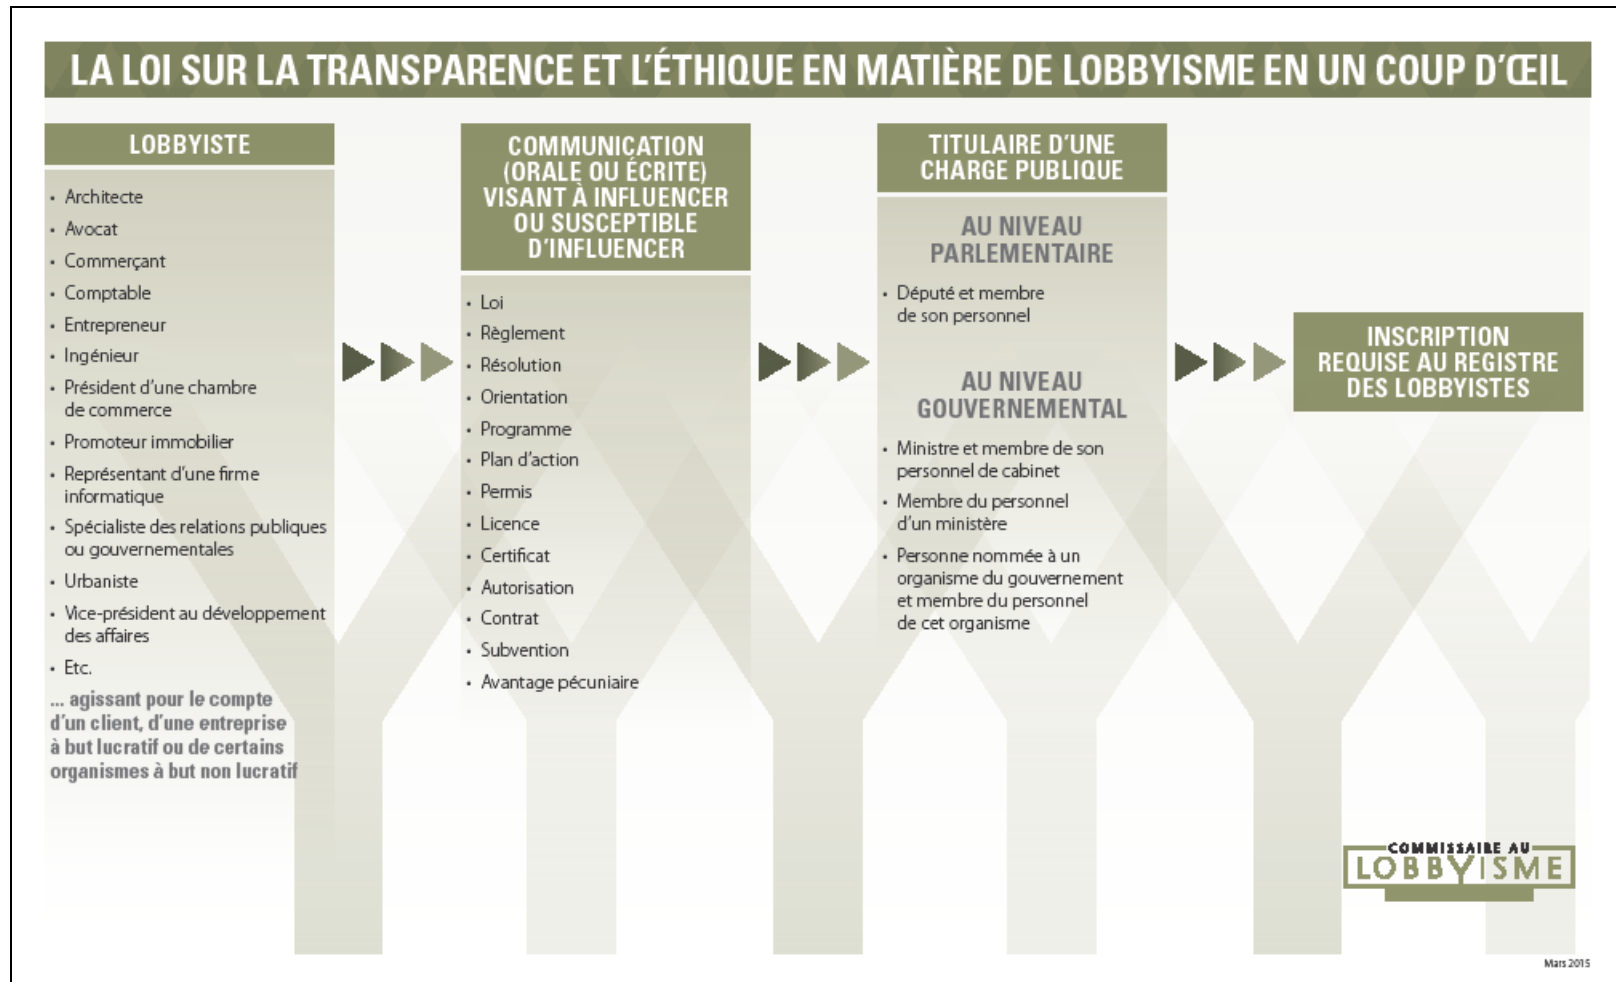 LA LOI SUR LA TRANSPARENCE ET L'ÉTHIQUE EN MATIÈRE DE LOBBYISME EN UN COUP D'ŒIL
LOBBYISTE
• Architecte
• Avocat
• Commerçant
• Comptable
• Entrepreneur
• Ingénieur
• Président d'une chambre
de commerce
• Promoteur immobilier
• Représentant d'une firme
informatique
• Spécialiste des relations publiques
ou gouvernementales
• Urbaniste
• Vice-président au développement
des affaires
• Etc.
... agissant pour le compte
d'un client, d'une entreprise
à but lucratif ou de certains
organismes à but non lucratif
COMMUNICATION
(ORALE OU ÉCRITE)
VISANT À INFLUENCER
OU SUSCEPTIBLE
D'INFLUENCER
• Loi
• Règlement
• Résolution
• Orientation
• Programme
• Plan d'action
• Permis
• Licence
• Certificat
• Autorisation
• Contrat
• Subvention
• Avantage pécuniaire
TITULAIRE D'UNE
CHARGE PUBLIQUE
AU NIVEAU
PARLEMENTAIRE
• Député et membre
de son personnel
AU NIVEAU
GOUVERNEMENTAL
• Ministre et membre de son
personnel de cabinet
• Membre du personnel
d'un ministère
• Personne nommée à un
organisme du gouvernement
et membre du personnel
de cet organisme
INSCRIPTION
REQUISE AU REGISTRE
DES LOBBYISTES
COMMISSAIRE AU
LOBBYISME
Mars 2015